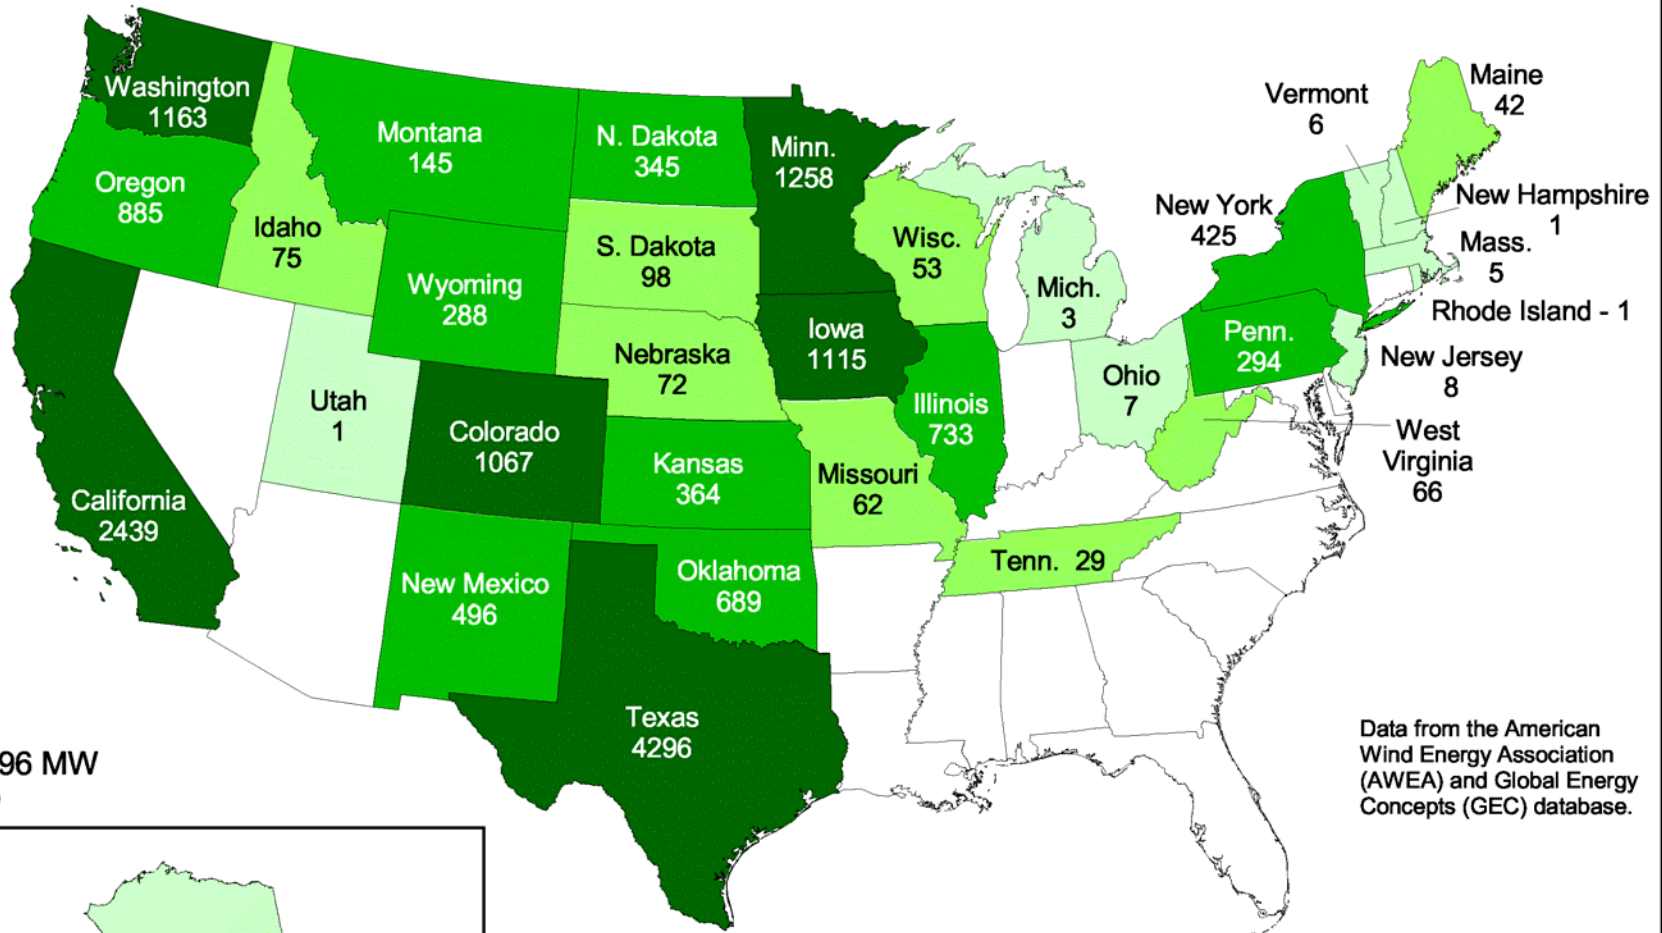 Washington
1163
Oregon
885
California
2439
Idaho
75
Montana
145
Wyoming
288
Utah
1
Colorado
1067
New Mexico
496
N. Dakota
345
S. Dakota
98
Nebraska
72
Kansas
364
Oklahoma
689
Texas
4296
Minn.
1258
Iowa
1115
Missouri
62
Wisc.
53
Illinois
733
Mich.
3
Ohio
7
Tenn. 29
Penn.
294
New York
425
Vermont
6
Maine
42
New Hampshire
1
Mass.
5
Rhode Island - 1
New Jersey
8
West
Virginia
66
96 MW
Data from the American
Wind Energy Association
(AWEA) and Global Energy
Concepts (GEC) database.